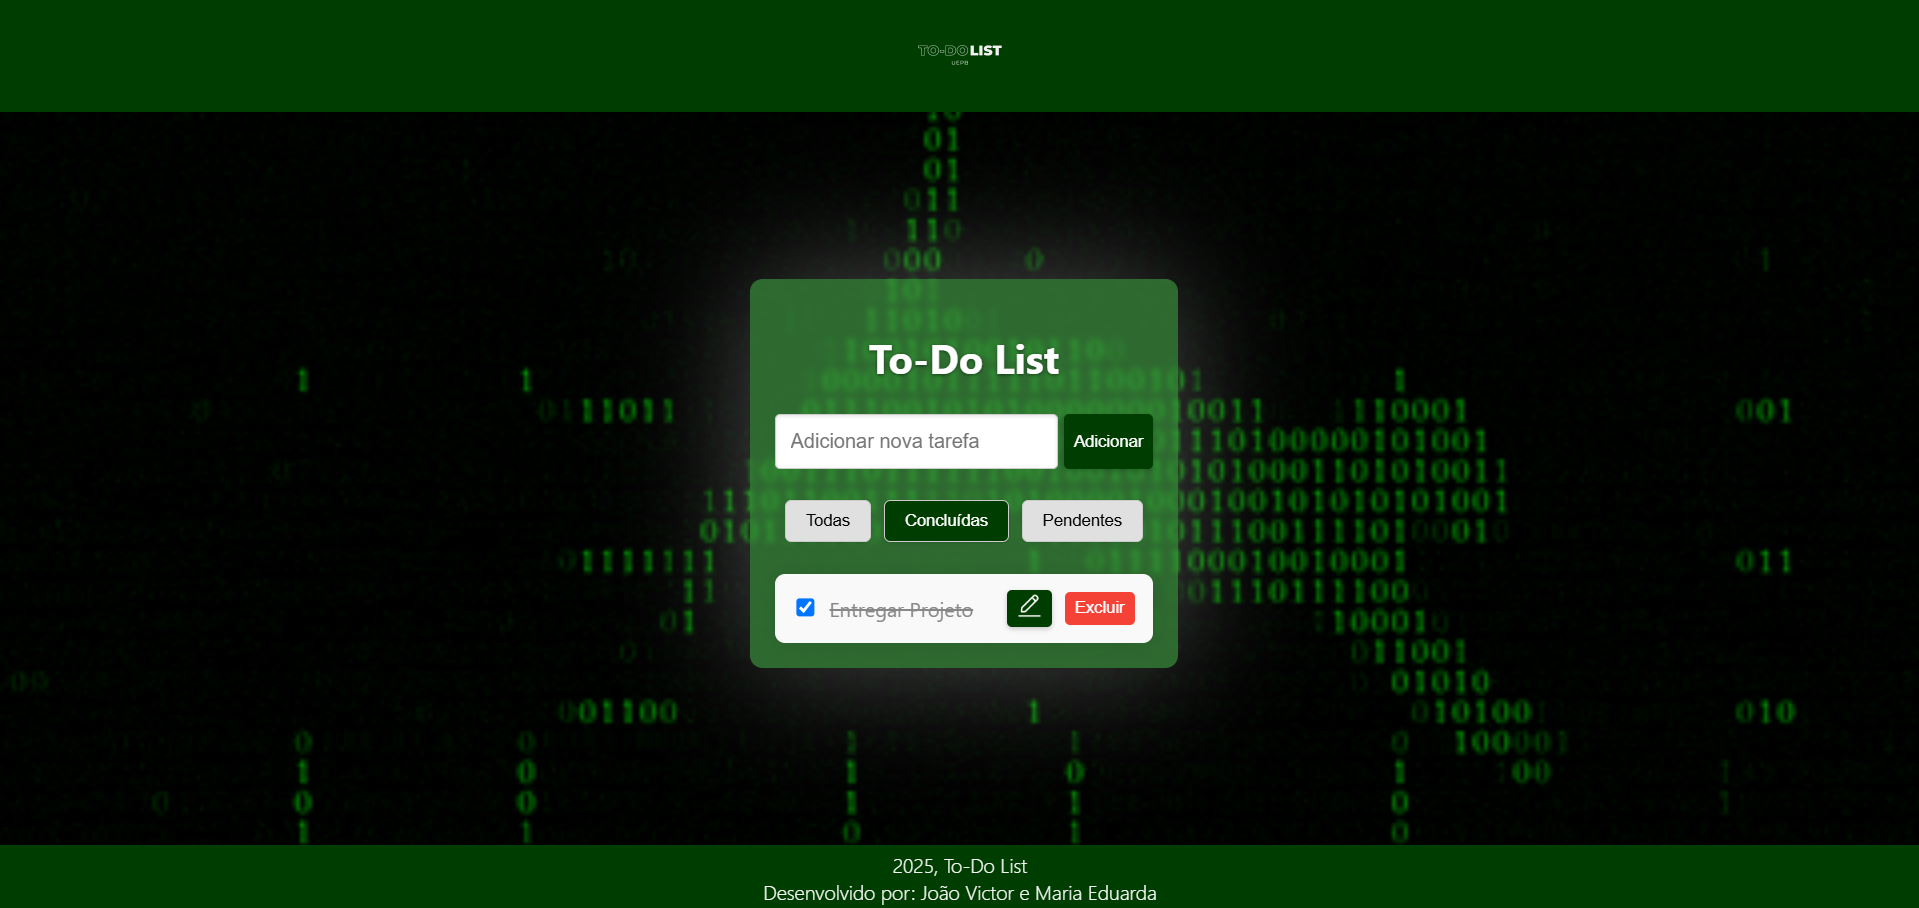 TO-DO LIST
UEPB
To-Do List
Adicionar nova tarefa
Adicionar
Todas
Concluídas
Pendentes
Entregar Projeto
Excluir
2025, To-Do List
Desenvolvido por: João Victor e Maria Eduarda